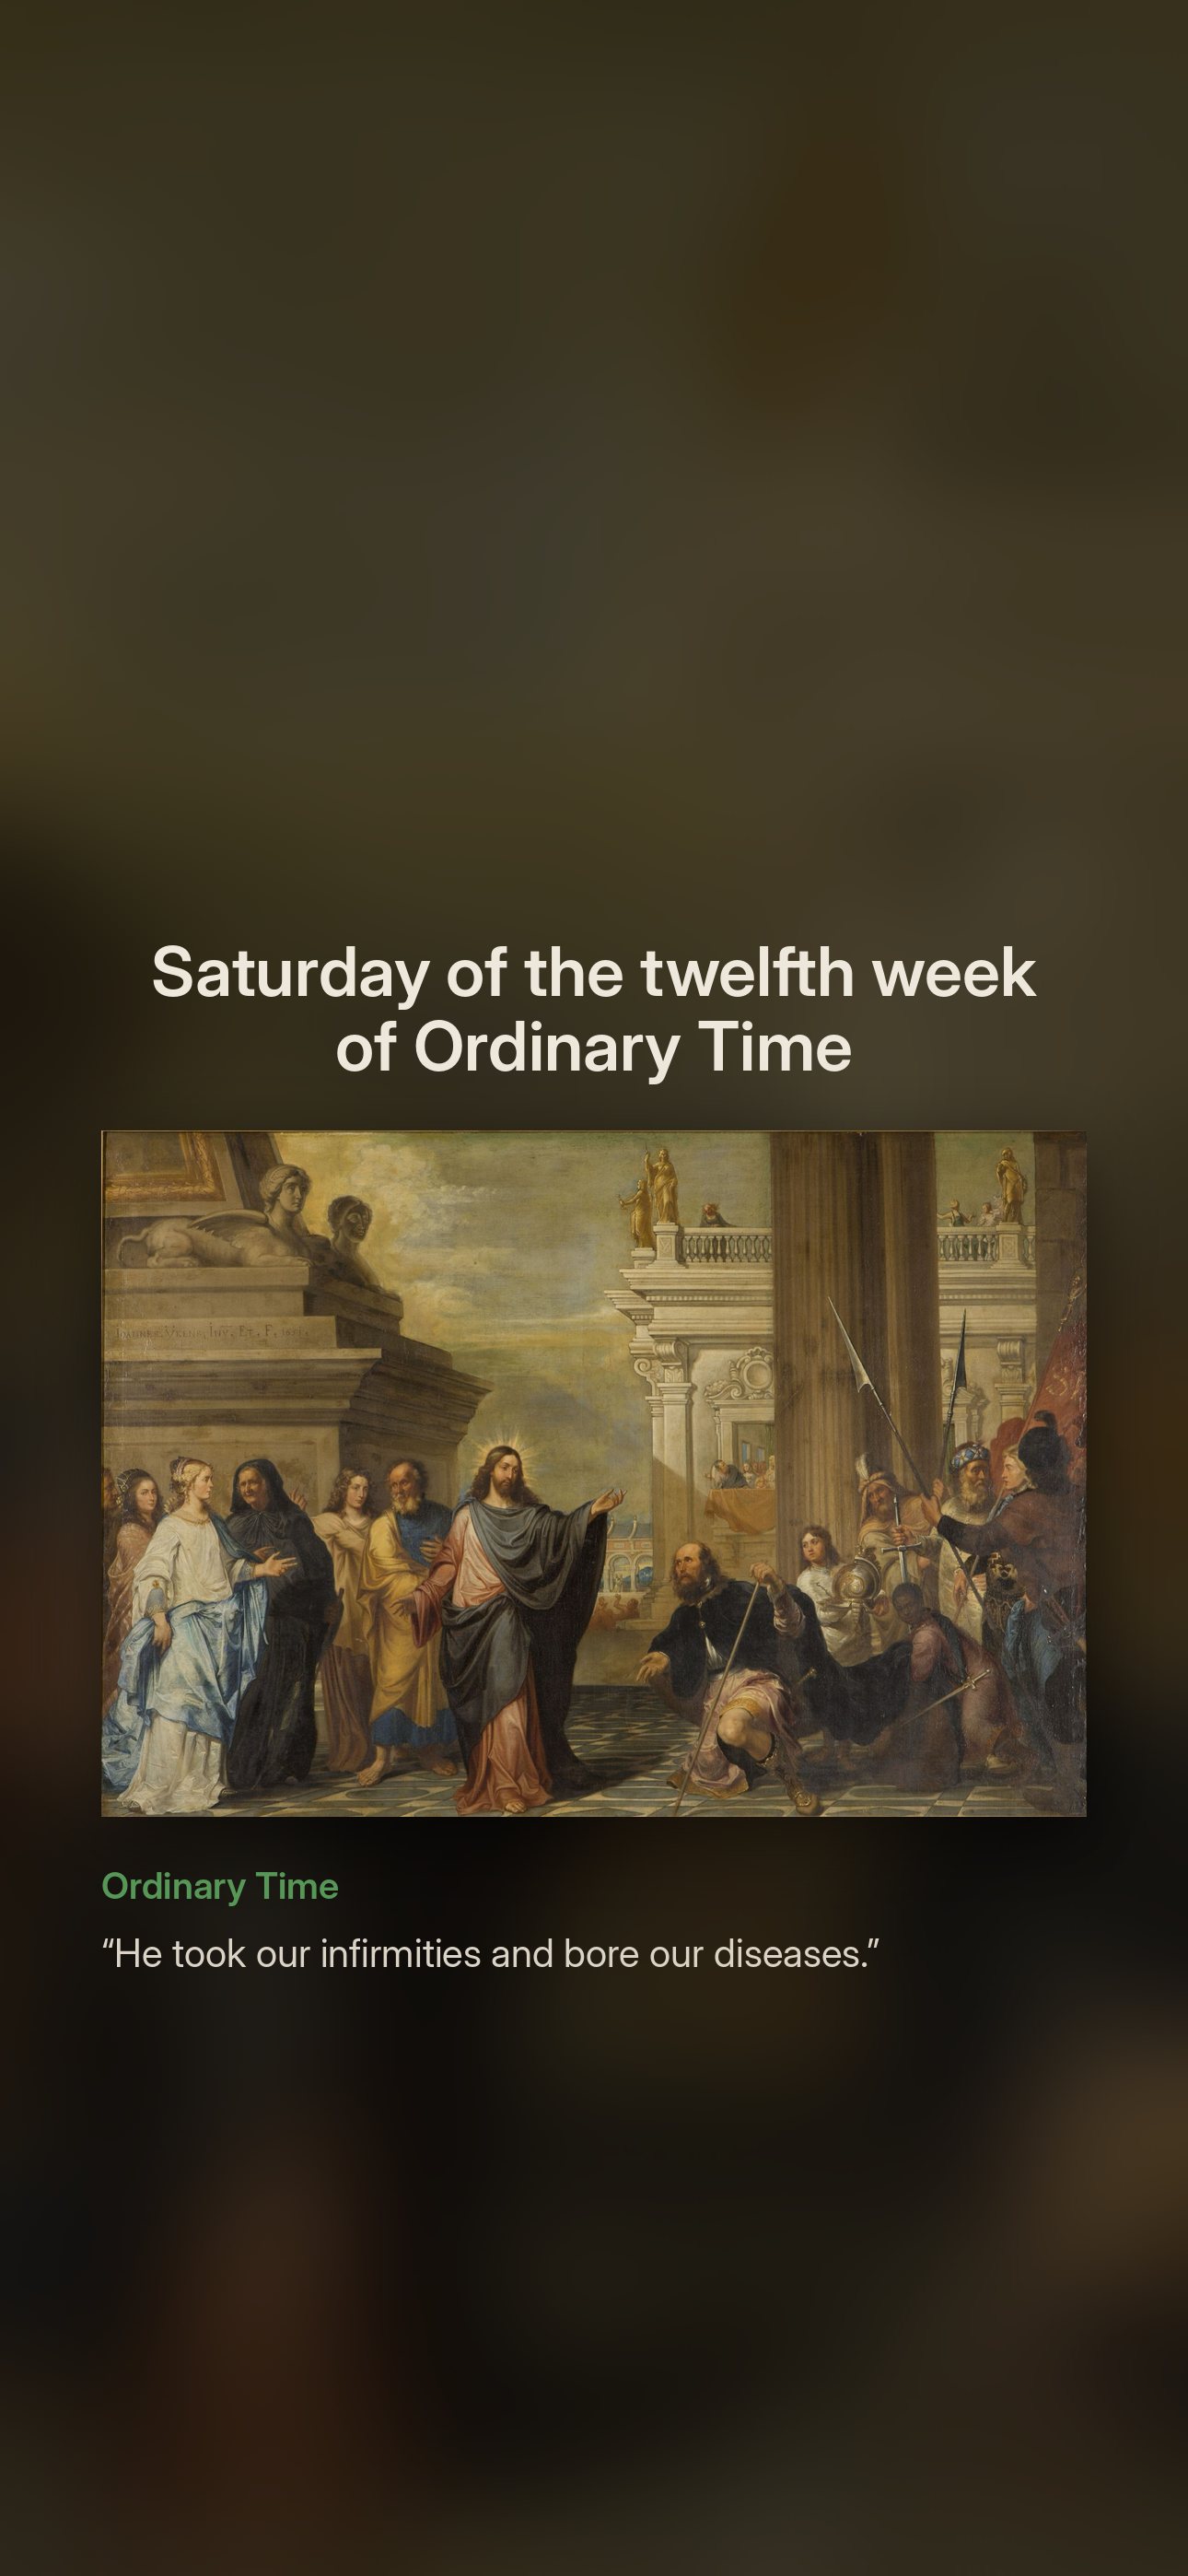 Saturday of the twelfth week
of Ordinary Time
Ordinary Time
“He took our infirmities and bore our diseases.”